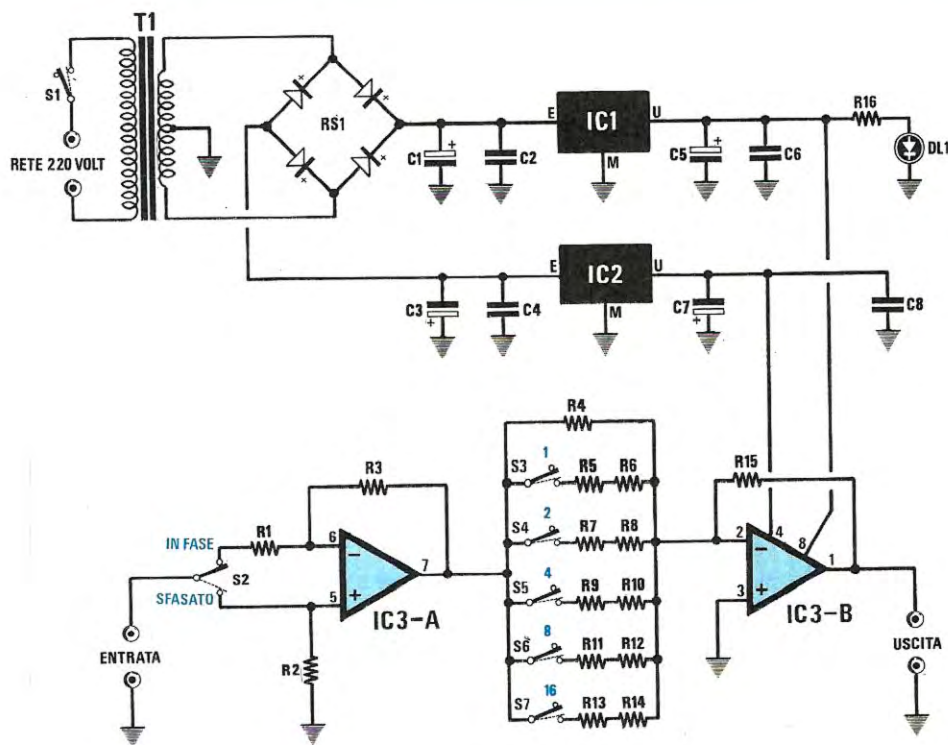 T1
S1
RETE 220 VOLT
RS1
C1
+
C2
E
IC1
U
M
C5
+
C6
R16
DL1
C3
+
C4
E
IC2
U
M
C7
+
C8
R4
S3
1
R5
R6
S4
2
R7
R8
S5
4
R9
R10
S6
8
R11
R12
S7
16
R13
R14
R3
IN FASE
R1
6
−
7
S2
SFASATO
5
+
IC3-A
ENTRATA
R2
R15
2
−
4
8
1
3
+
IC3-B
USCITA